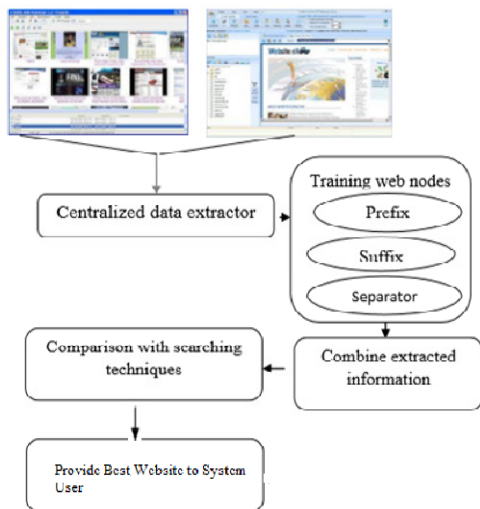 Training web nodes
Centralized data extractor
Prefix
Suffix
Separator
Comparison with searching
techniques
Combine extracted
information
Provide Best Website to System
User